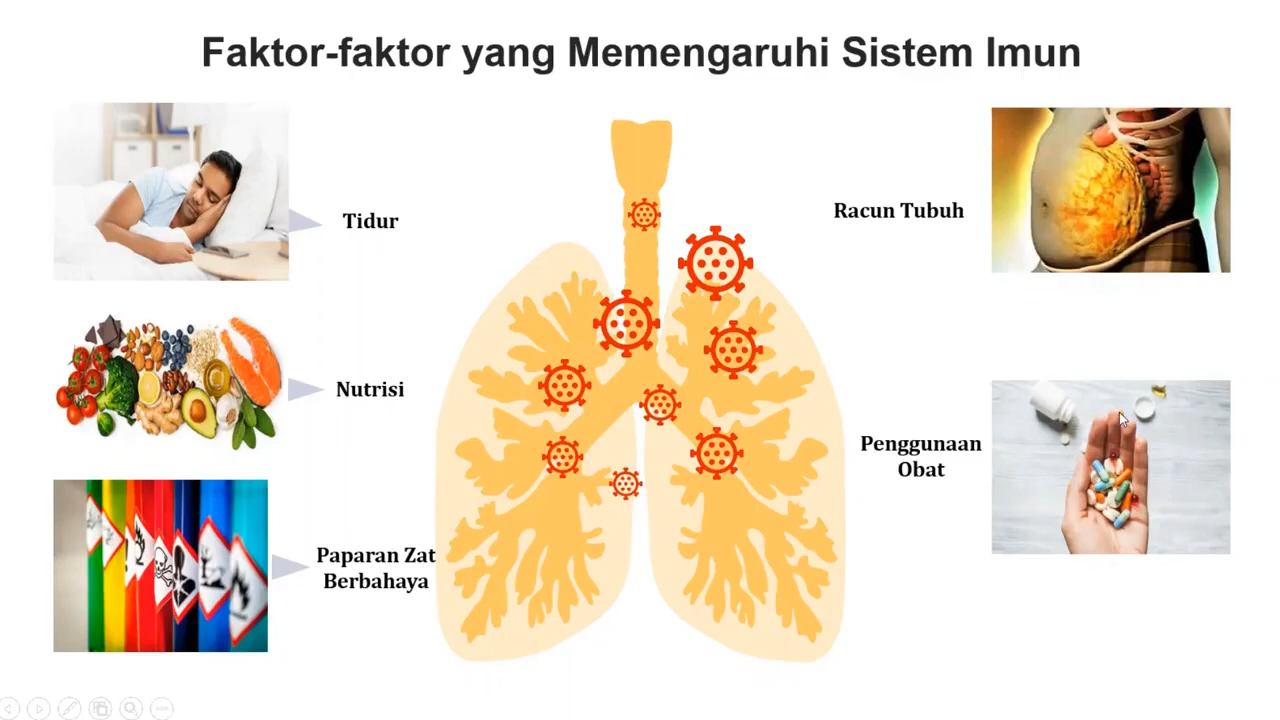 Faktor-faktor yang Memengaruhi Sistem Imun
Tidur
Nutrisi
Paparan Zat
Berbahaya
Racun Tubuh
Penggunaan
Obat